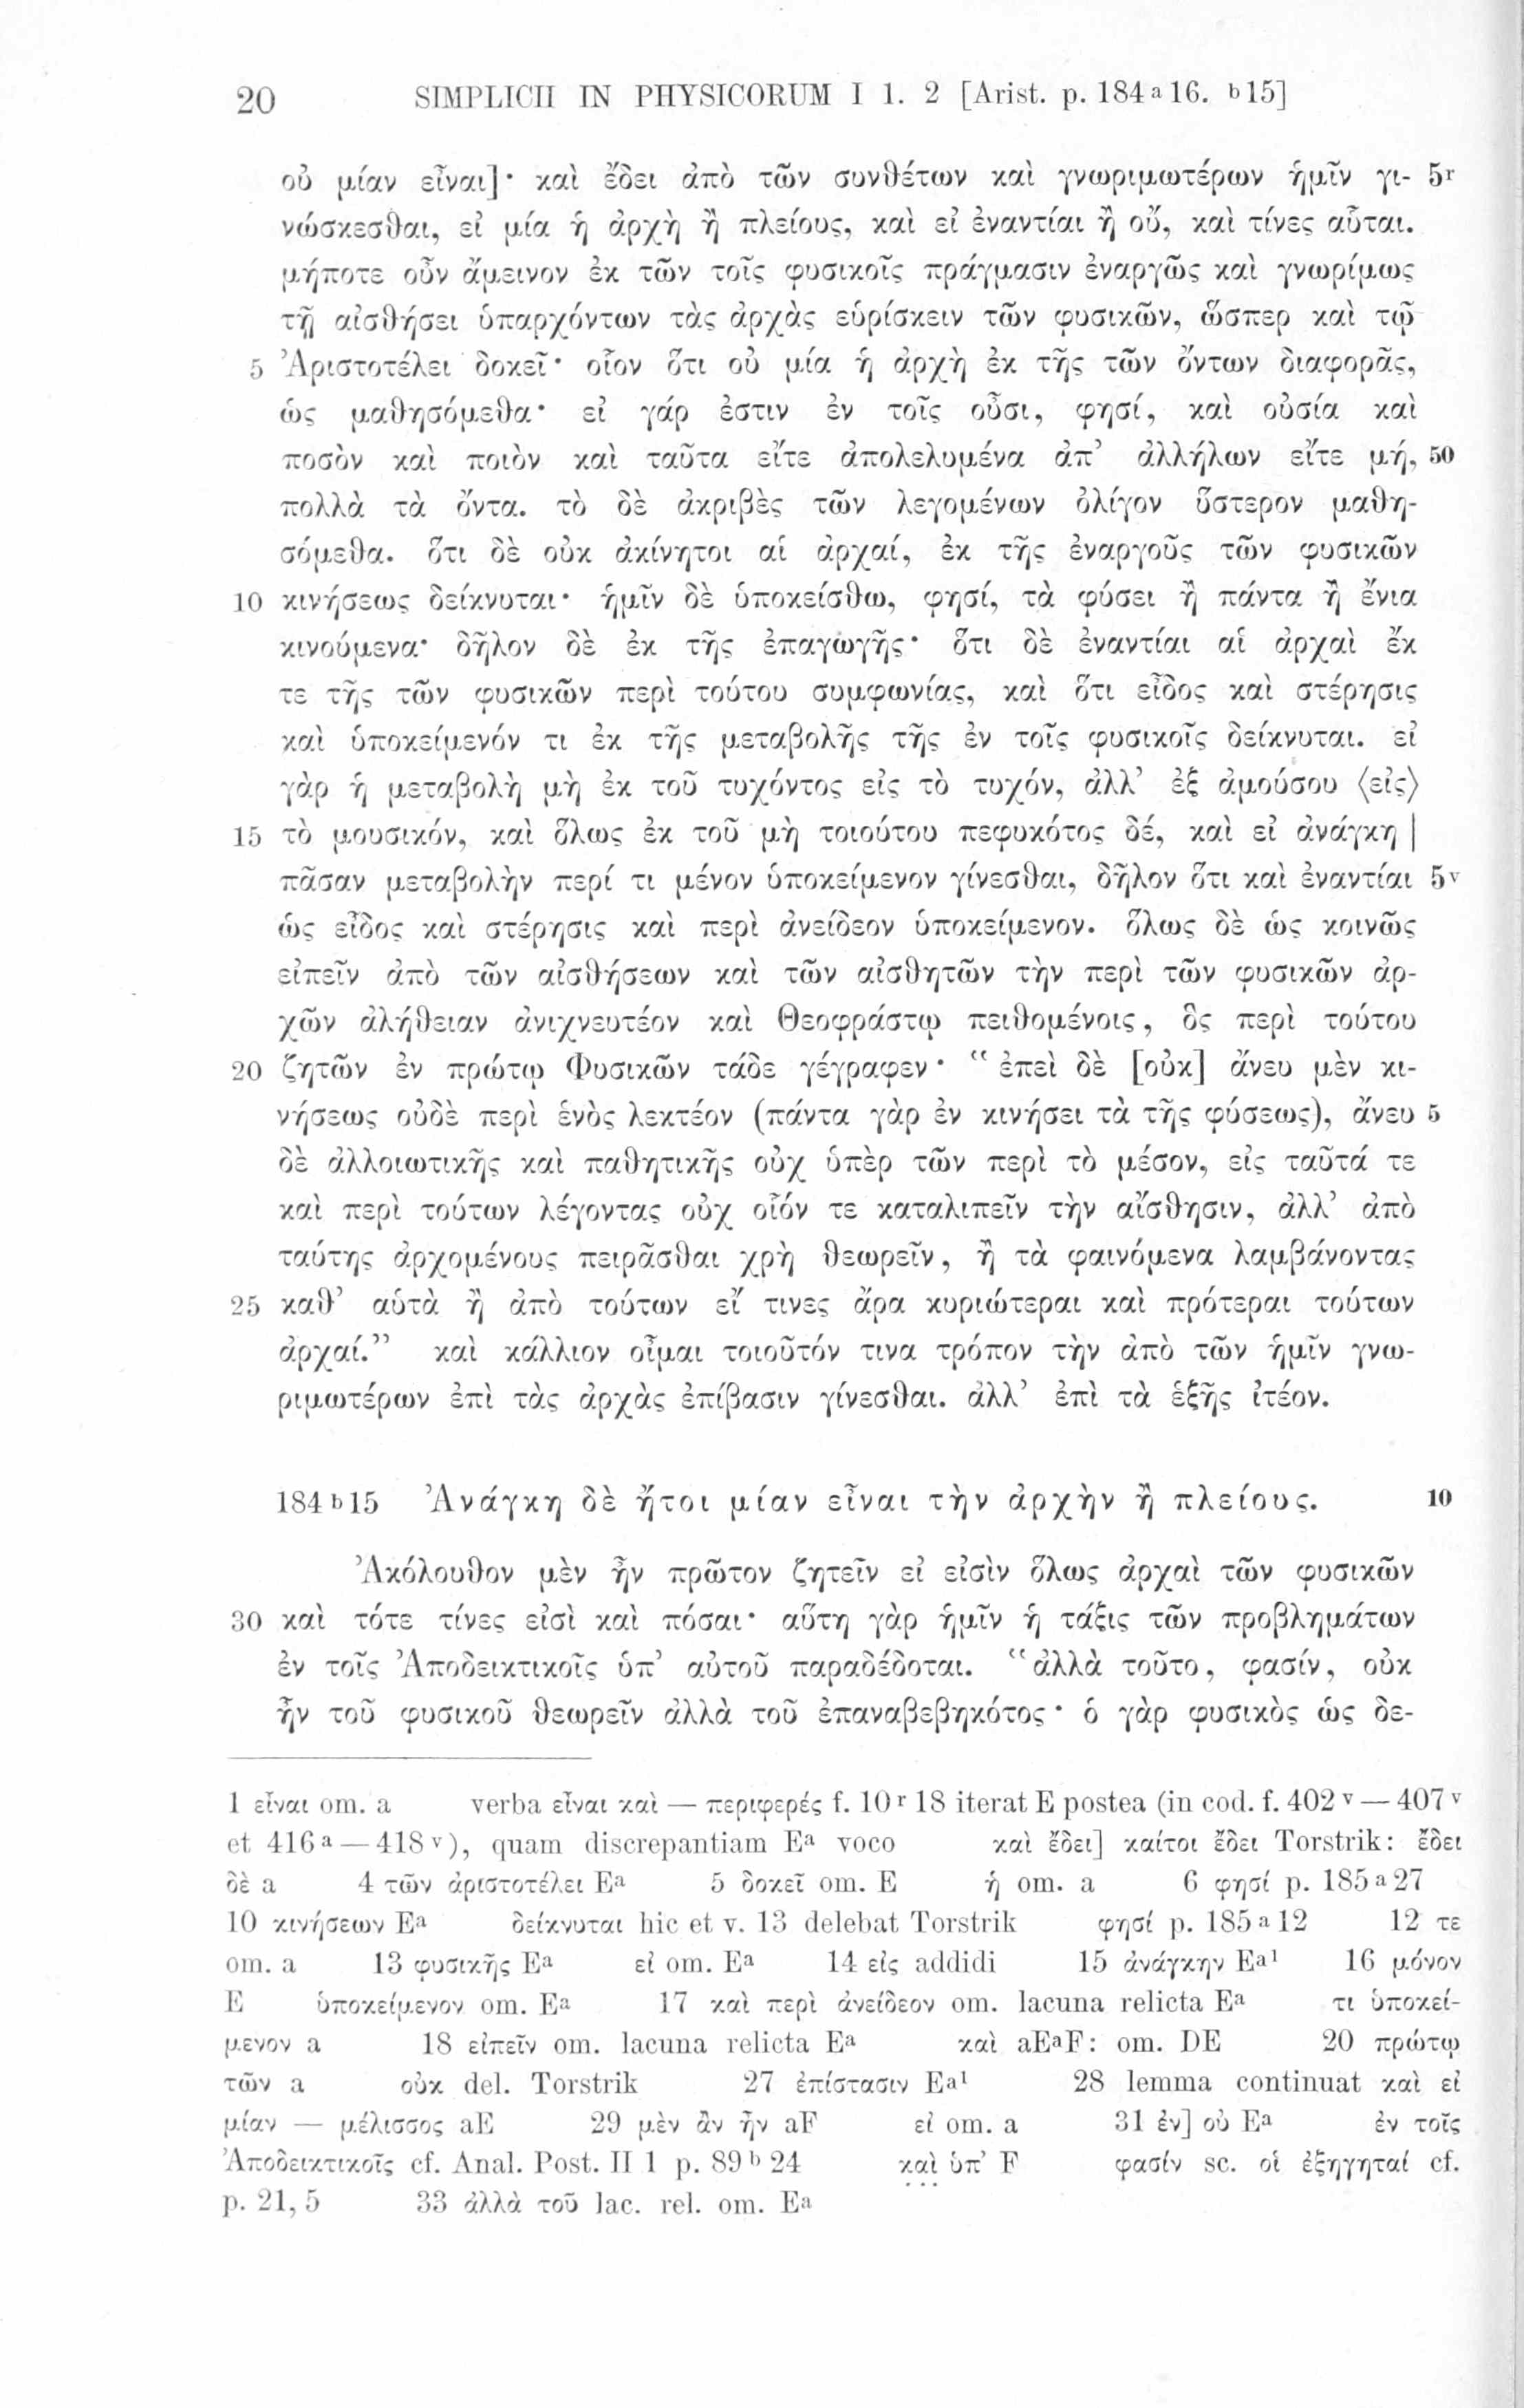 20 SIMPLICII IN PHYSICORUM I 1. 2 [Arist. p. 184 a 16. b 15]
οὐ μίαν εἶναι]· καὶ ἔδει ἀπὸ τῶν συνθέτων καὶ γνωριμωτέρων ἡμῖν γι- 5r
νώσκεσθαι, εἰ μία ἡ ἀρχὴ ἢ πλείους, καὶ εἰ ἐναντίαι ἢ οὔ, καὶ τίνες αὗται.
μήποτε οὖν ἄμεινον ἐκ τῶν τοῖς φυσικοῖς πράγμασιν ἐναργῶς καὶ γνωρίμως
τῇ αἰσθήσει ὑπαρχόντων τὰς ἀρχὰς εὑρίσκειν τῶν φυσικῶν, ὥσπερ καὶ τῷ
5 Ἀριστοτέλει δοκεῖ· οἷον ὅτι οὐ μία ἡ ἀρχὴ ἐκ τῆς τῶν ὄντων διαφορᾶς,
ὡς μαθησόμεθα· εἰ γάρ ἐστιν ἐν τοῖς οὖσι, φησί, καὶ οὐσία καὶ
ποσὸν καὶ ποιὸν καὶ ταῦτα εἴτε ἀπολελυμένα ἀπ’ ἀλλήλων εἴτε μή, 50
πολλὰ τὰ ὄντα. τὸ δὲ ἀκριβὲς τῶν λεγομένων ὀλίγον ὕστερον μαθη-
σόμεθα. ὅτι δὲ οὐκ ἀκίνητοι αἱ ἀρχαί, ἐκ τῆς ἐναργοῦς τῶν φυσικῶν
10 κινήσεως δείκνυται· ἡμῖν δὲ ὑποκείσθω, φησί, τὰ φύσει ἢ πάντα ἢ ἔνια
κινούμενα· δῆλον δὲ ἐκ τῆς ἐπαγωγῆς· ὅτι δὲ ἐναντίαι αἱ ἀρχαὶ ἔκ
τε τῆς τῶν φυσικῶν περὶ τούτου συμφωνίας, καὶ ὅτι εἶδος καὶ στέρησις
καὶ ὑποκείμενόν τι ἐκ τῆς μεταβολῆς τῆς ἐν τοῖς φυσικοῖς δείκνυται. εἰ
γὰρ ἡ μεταβολὴ μὴ ἐκ τοῦ τυχόντος εἰς τὸ τυχόν, ἀλλ’ ἐξ ἀμούσου ⟨εἰς⟩
15 τὸ μουσικόν, καὶ ὅλως ἐκ τοῦ μὴ τοιούτου πεφυκότος δέ, καὶ εἰ ἀνάγκη |
πᾶσαν μεταβολὴν περί τι μένον ὑποκείμενον γίνεσθαι, δῆλον ὅτι καὶ ἐναντίαι 5v
ὡς εἶδος καὶ στέρησις καὶ περὶ ἀνείδεον ὑποκείμενον. ὅλως δὲ ὡς κοινῶς
εἰπεῖν ἀπὸ τῶν αἰσθήσεων καὶ τῶν αἰσθητῶν τὴν περὶ τῶν φυσικῶν ἀρ-
χῶν ἀλήθειαν ἀνιχνευτέον καὶ Θεοφράστῳ πειθομένοις, ὃς περὶ τούτου
20 ζητῶν ἐν πρώτῳ Φυσικῶν τάδε γέγραφεν· “ἐπεὶ δὲ [οὐκ] ἄνευ μὲν κι-
νήσεως οὐδὲ περὶ ἑνὸς λεκτέον (πάντα γὰρ ἐν κινήσει τὰ τῆς φύσεως), ἄνευ 5
δὲ ἀλλοιωτικῆς καὶ παθητικῆς οὐχ ὑπὲρ τῶν περὶ τὸ μέσον, εἰς ταῦτά τε
καὶ περὶ τούτων λέγοντας οὐχ οἷόν τε καταλιπεῖν τὴν αἴσθησιν, ἀλλ’ ἀπὸ
ταύτης ἀρχομένους πειρᾶσθαι χρὴ θεωρεῖν, ἢ τὰ φαινόμενα λαμβάνοντας
25 καθ’ αὑτὰ ἢ ἀπὸ τούτων εἴ τινες ἄρα κυριώτεραι καὶ πρότεραι τούτων
ἀρχαί.” καὶ κάλλιον οἶμαι τοιοῦτόν τινα τρόπον τὴν ἀπὸ τῶν ἡμῖν γνω-
ριμωτέρων ἐπὶ τὰς ἀρχὰς ἐπίβασιν γίνεσθαι. ἀλλ’ ἐπὶ τὰ ἑξῆς ἰτέον.
184 b 15 Ἀνάγκη δὲ ἤτοι μίαν εἶναι τὴν ἀρχὴν ἢ πλείους. 10
Ἀκόλουθον μὲν ἦν πρῶτον ζητεῖν εἰ εἰσὶν ὅλως ἀρχαὶ τῶν φυσικῶν
30 καὶ τότε τίνες εἰσὶ καὶ πόσαι· αὕτη γὰρ ἡμῖν ἡ τάξις τῶν προβλημάτων
ἐν τοῖς Ἀποδεικτικοῖς ὑπ’ αὐτοῦ παραδέδοται. “ἀλλὰ τοῦτο, φασίν, οὐκ
ἦν τοῦ φυσικοῦ θεωρεῖν ἀλλὰ τοῦ ἐπαναβεβηκότος· ὁ γὰρ φυσικὸς ὡς δε-
1 εἶναι om. a verba εἶναι καὶ — περιφερές f. 10 r 18 iterat E postea (in cod. f. 402 v — 407 v
et 416 a — 418 v), quam discrepantiam Ea voco καὶ ἔδει] καίτοι ἔδει Torstrik: ἔδει
δὲ a 4 τῶν ἀριστοτέλει Ea 5 δοκεῖ om. E ἡ om. a 6 φησί p. 185 a 27
10 κινήσεων Ea δείκνυται hic et v. 13 delebat Torstrik φησί p. 185 a 12 12 τε
om. a 13 φυσικῆς Ea εἰ om. Ea 14 εἰς addidi 15 ἀνάγκην Ea1 16 μόνον
E ὑποκείμενον om. Ea 17 καὶ περὶ ἀνείδεον om. lacuna relicta Ea τι ὑποκεί-
μενον a 18 εἰπεῖν om. lacuna relicta Ea καὶ aEaF: om. DE 20 πρώτῳ
τῶν a οὐκ del. Torstrik 27 ἐπίστασιν Ea1 28 lemma continuat καὶ εἰ
μίαν — μέλισσος aE 29 μὲν ἂν ἦν aF εἰ om. a 31 ἐν] οὐ Ea ἐν τοῖς
Ἀποδεικτικοῖς cf. Anal. Post. II 1 p. 89 b 24 καὶ ὑπ’ F φασίν sc. οἱ ἐξηγηταί cf.
p. 21, 5 33 ἀλλὰ τοῦ lac. rel. om. Ea